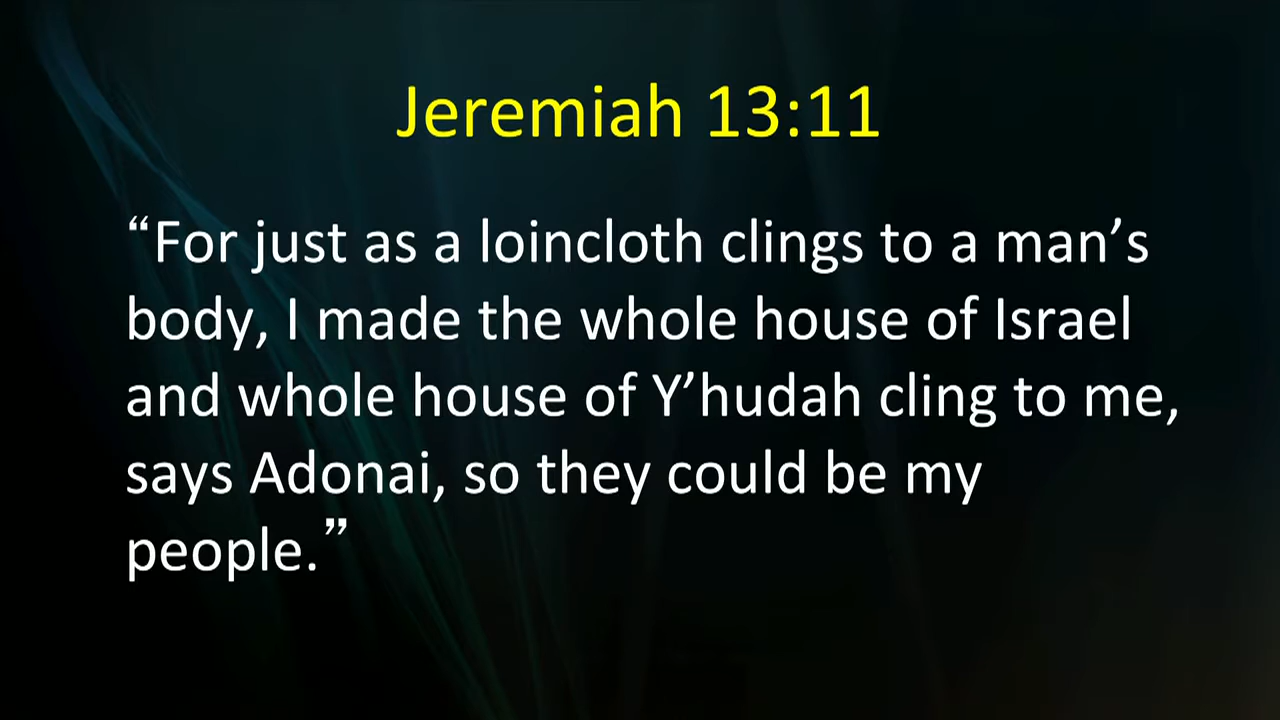 Jeremiah 13:11
“For just as a loincloth clings to a man’s
body, I made the whole house of Israel
and whole house of Y’hudah cling to me,
says Adonai, so they could be my
people.”